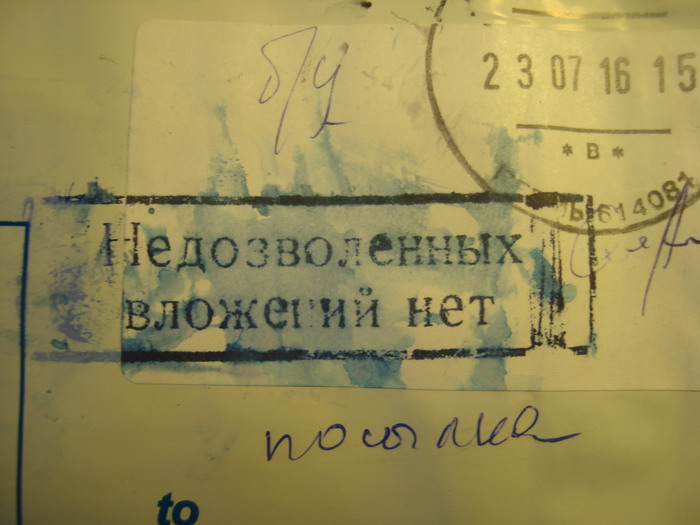 б/у
23 07 16 15
* В *
Недозволенных
вложений нет
посылка
to